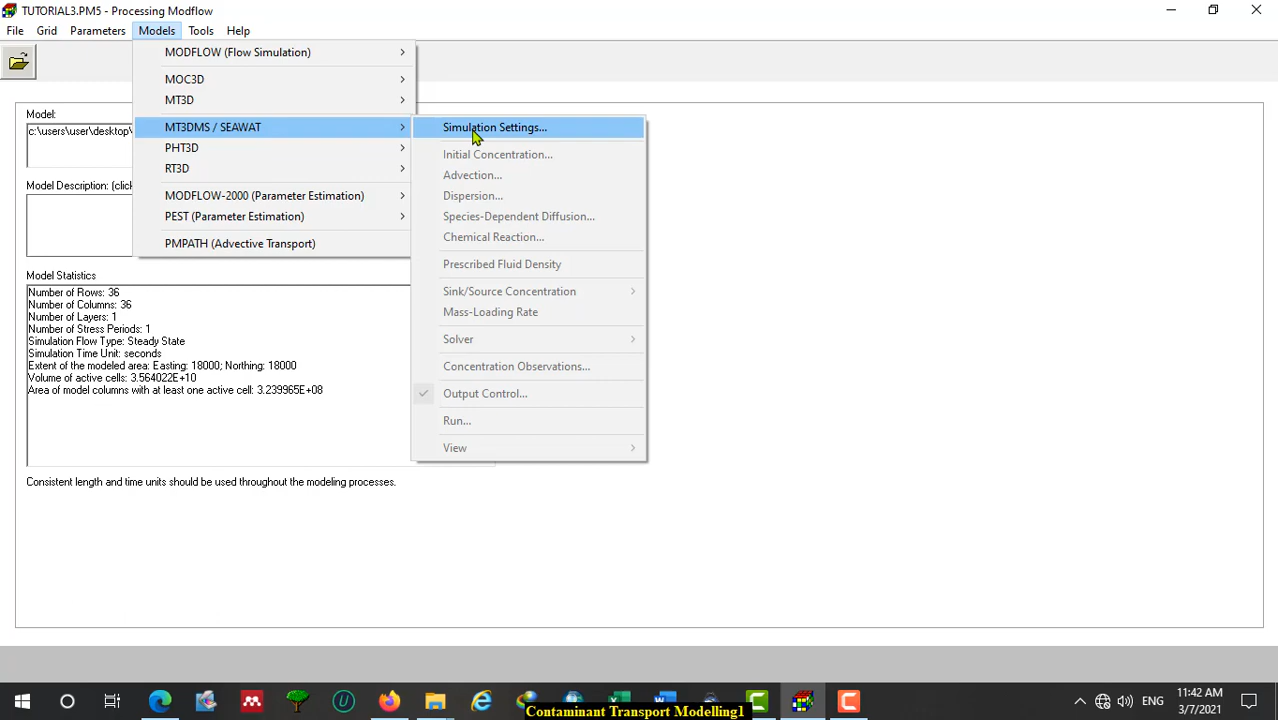 TUTORIAL3.PM5 - Processing Modflow
File Grid Parameters Models Tools Help
MODFLOW (Flow Simulation)
MOC3D
MT3D
MT3DMS / SEAWAT
PHT3D
RT3D
MODFLOW-2000 (Parameter Estimation)
PEST (Parameter Estimation)
PMPATH (Advective Transport)
Simulation Settings...
Initial Concentration...
Advection...
Dispersion...
Species-Dependent Diffusion...
Chemical Reaction...
Prescribed Fluid Density
Sink/Source Concentration
Mass-Loading Rate
Solver
Concentration Observations...
Output Control...
Run...
View
Model:
c:\users\user\desktop\
Model Description: (click
Model Statistics
Number of Rows: 36
Number of Columns: 36
Number of Layers: 1
Number of Stress Periods: 1
Simulation Flow Type: Steady State
Simulation Time Unit: seconds
Extent of the modeled area: Easting: 18000; Northing: 18000
Volume of active cells: 3.564022E+10
Area of model columns with at least one active cell: 3.239965E+08
Consistent length and time units should be used throughout the modeling processes.
ENG
11:42 AM
3/7/2021
Contaminant Transport Modelling1